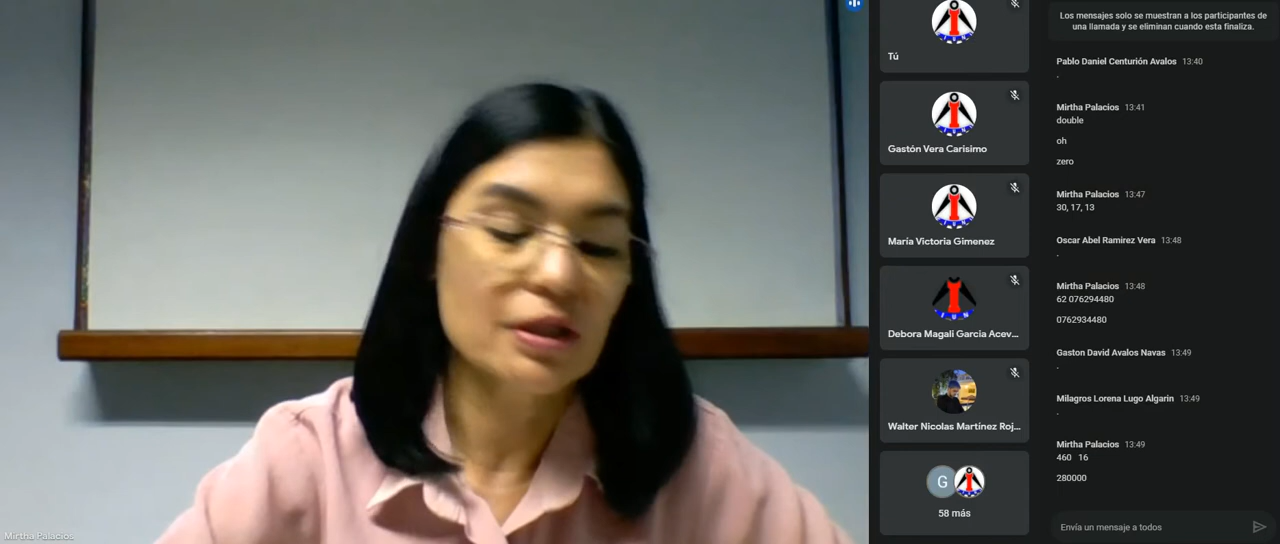 Mirtha Palacios
Tú
Gastón Vera Carisimo
María Victoria Gimenez
Debora Magali Garcia Acev...
Walter Nicolas Martínez Roj...
G
58 más
Los mensajes solo se muestran a los participantes de
una llamada y se eliminan cuando esta finaliza.
Pablo Daniel Centurión Avalos 13:40
.
Mirtha Palacios 13:41
double
oh
zero
Mirtha Palacios 13:47
30, 17, 13
Oscar Abel Ramirez Vera 13:48
.
Mirtha Palacios 13:48
62 076294480
0762934480
Gaston David Avalos Navas 13:49
.
Milagros Lorena Lugo Algarin 13:49
.
Mirtha Palacios 13:49
460 16
280000
Envía un mensaje a todos